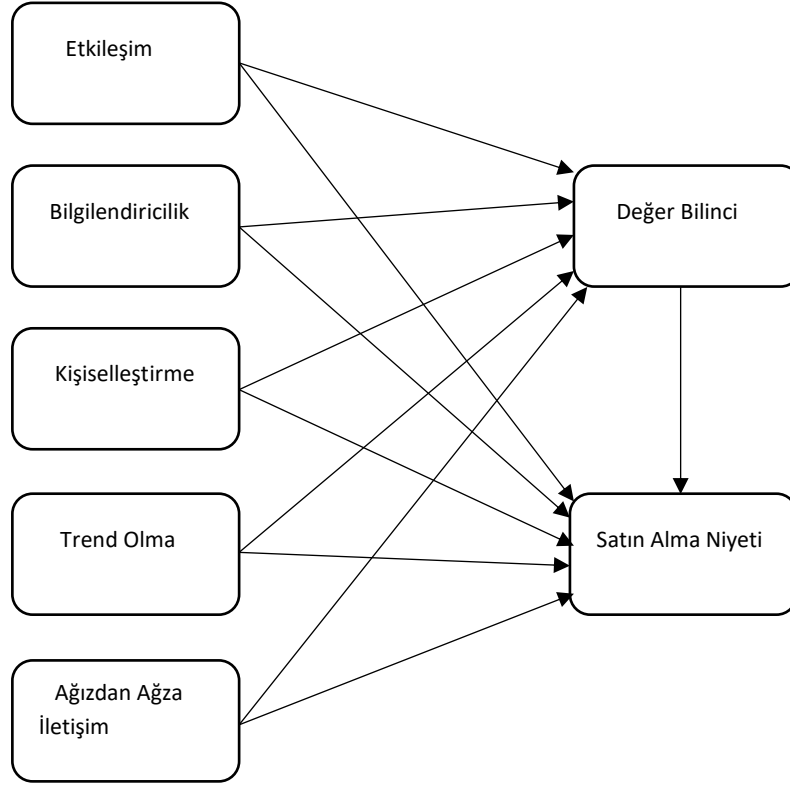 Etkileşim
Bilgilendiricilik
Kişiselleştirme
Trend Olma
Ağızdan Ağza
İletişim
Değer Bilinci
Satın Alma Niyeti